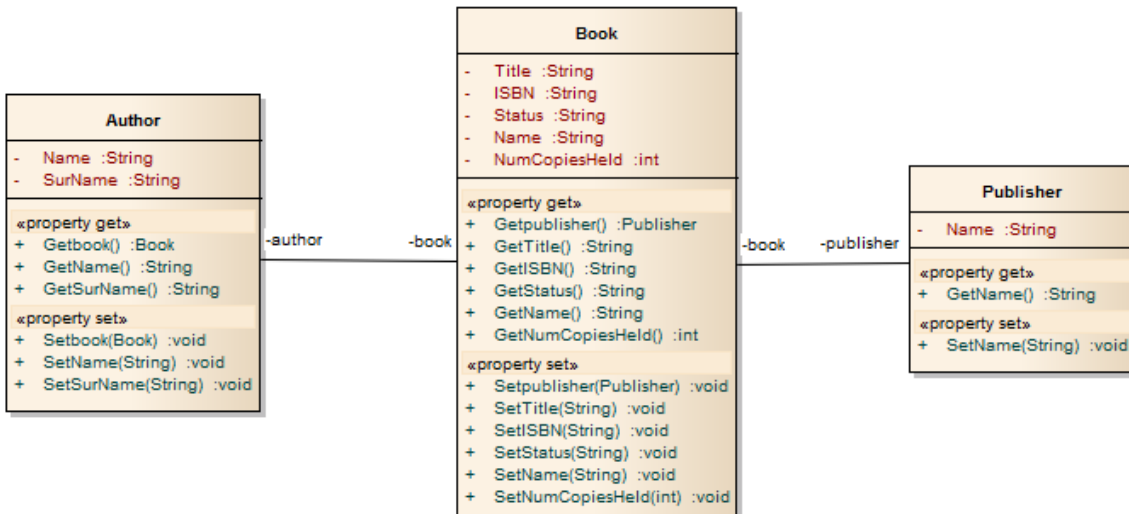 Author
- Name :String
- SurName :String
«property get»
+ Getbook() :Book
+ GetName() :String
+ GetSurName() :String
«property set»
+ Setbook(Book) :void
+ SetName(String) :void
+ SetSurName(String) :void
-author
-book
Book
- Title :String
- ISBN :String
- Status :String
- Name :String
- NumCopiesHeld :int
«property get»
+ Getpublisher() :Publisher
+ GetTitle() :String
+ GetISBN() :String
+ GetStatus() :String
+ GetName() :String
+ GetNumCopiesHeld() :int
«property set»
+ Setpublisher(Publisher) :void
+ SetTitle(String) :void
+ SetISBN(String) :void
+ SetStatus(String) :void
+ SetName(String) :void
+ SetNumCopiesHeld(int) :void
-book
-publisher
Publisher
- Name :String
«property get»
+ GetName() :String
«property set»
+ SetName(String) :void